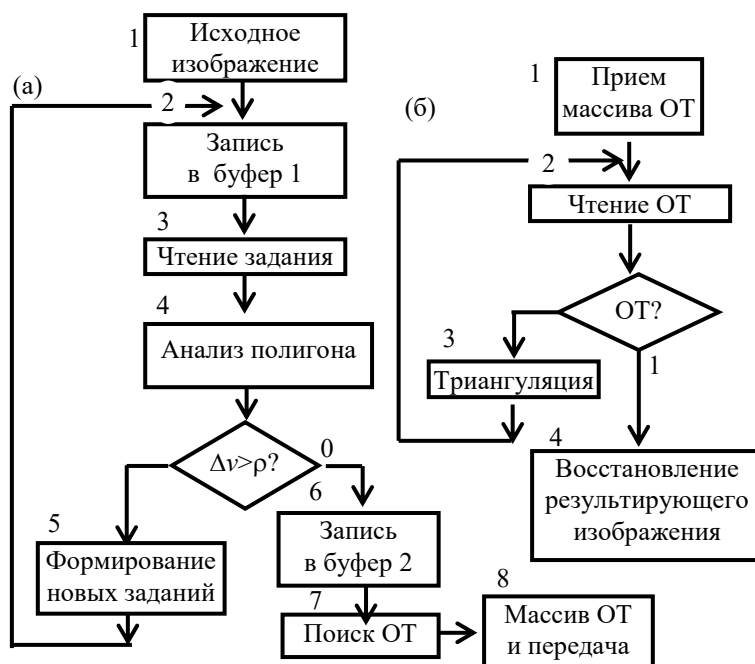 (а)
1
Исходное
изображение
2
Запись
в буфер 1
3
Чтение задания
4
Анализ полигона
Δv>ρ?
0
5
Формирование
новых заданий
6
Запись
в буфер 2
7
Поиск ОТ
8
Массив ОТ
и передача
(б)
1
Прием
массива ОТ
2
Чтение ОТ
ОТ?
3
Триангуляция
1
4
Восстановление
результирующего
изображения